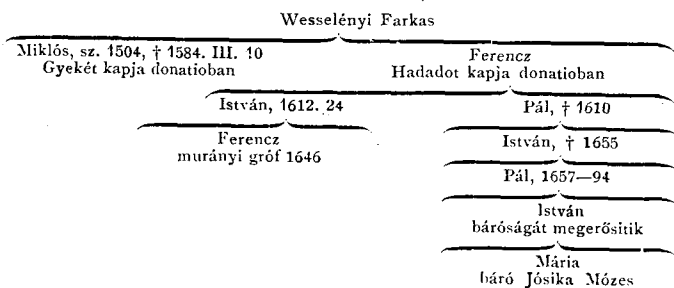 Wesselényi Farkas
Miklós, sz. 1504, † 1584. III. 10
Gyekét kapja donatioban
Ferencz
Hadadot kapja donatioban
István, 1612. 24
Pál, † 1610
Ferencz
murányi gróf 1646
István, † 1655
Pál, 1657—94
István
báróságát megerősitik
Mária
báró Jósika Mózes